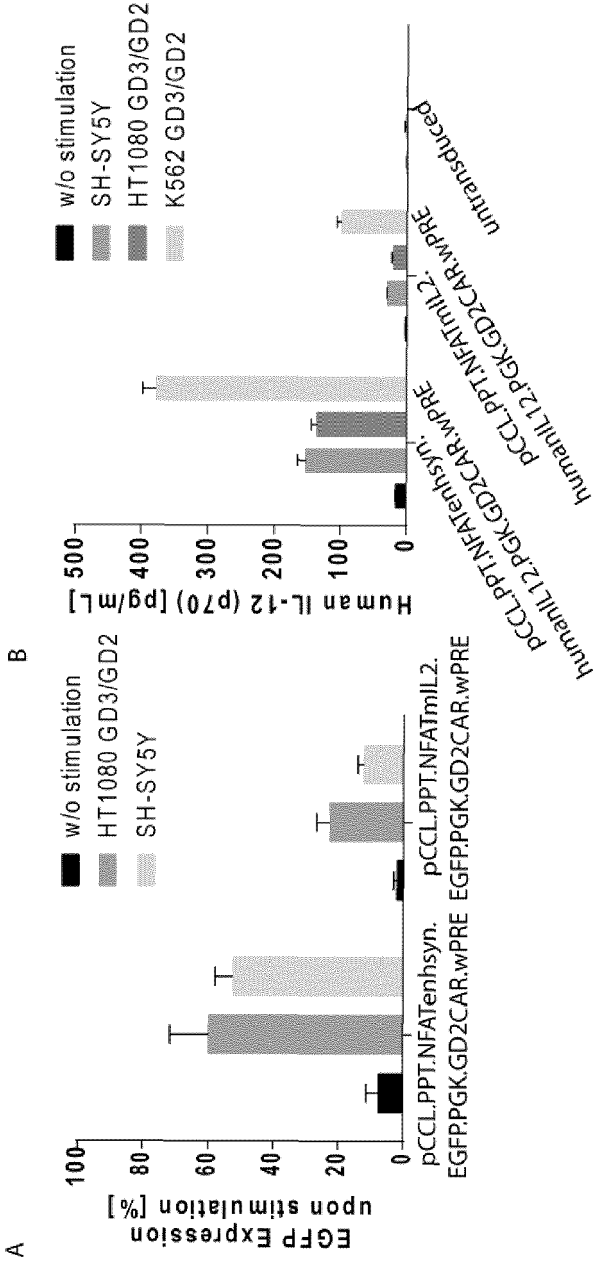 A
EGFP Expression
upon stimulation [%]
100
80
60
40
20
0
w/o stimulation
HT1080 GD3/GD2
SH-SY5Y
pCCL.PPT.NFATenhsyn.
EGFP.PGK.GD2CAR.wPRE
pCCL.PPT.NFATmIL2.
EGFP.PGK.GD2CAR.wPRE
B
Human IL-12 (p70) [pg/mL]
500
400
300
200
100
0
w/o stimulation
SH-SY5Y
HT1080 GD3/GD2
K562 GD3/GD2
pCCL.PPT.NFATenhsyn.
humanIL12.PGK.GD2CAR.wPRE
pCCL.PPT.NFATmIL2.
humanIL12.PGK.GD2CAR.wPRE
untransduced